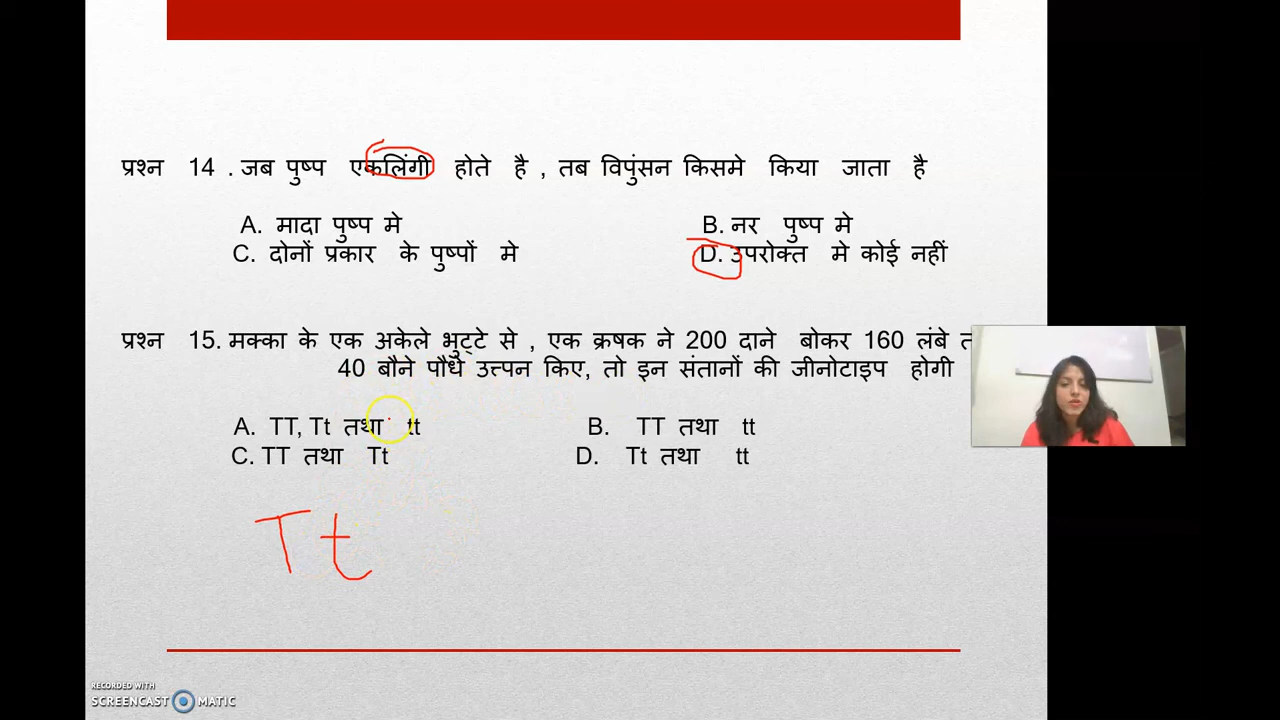 प्रश्न 14 . जब पुष्प एकलिंगी होते है , तब विपुंसन किसमे किया जाता है
A. मादा पुष्प मे B. नर पुष्प मे
C. दोनों प्रकार के पुष्पों मे D. उपरोक्त मे कोई नहीं
प्रश्न 15. मक्का के एक अकेले भुट्टे से , एक क्रषक ने 200 दाने बोकर 160 लंबे
40 बौने पौधे उत्त्पन किए, तो इन संतानों की जीनोटाइप होगी
A. TT, Tt तथा tt B. TT तथा tt
C. TT तथा Tt D. Tt तथा tt
Tt
RECORDED WITH
SCREENCAST MATIC